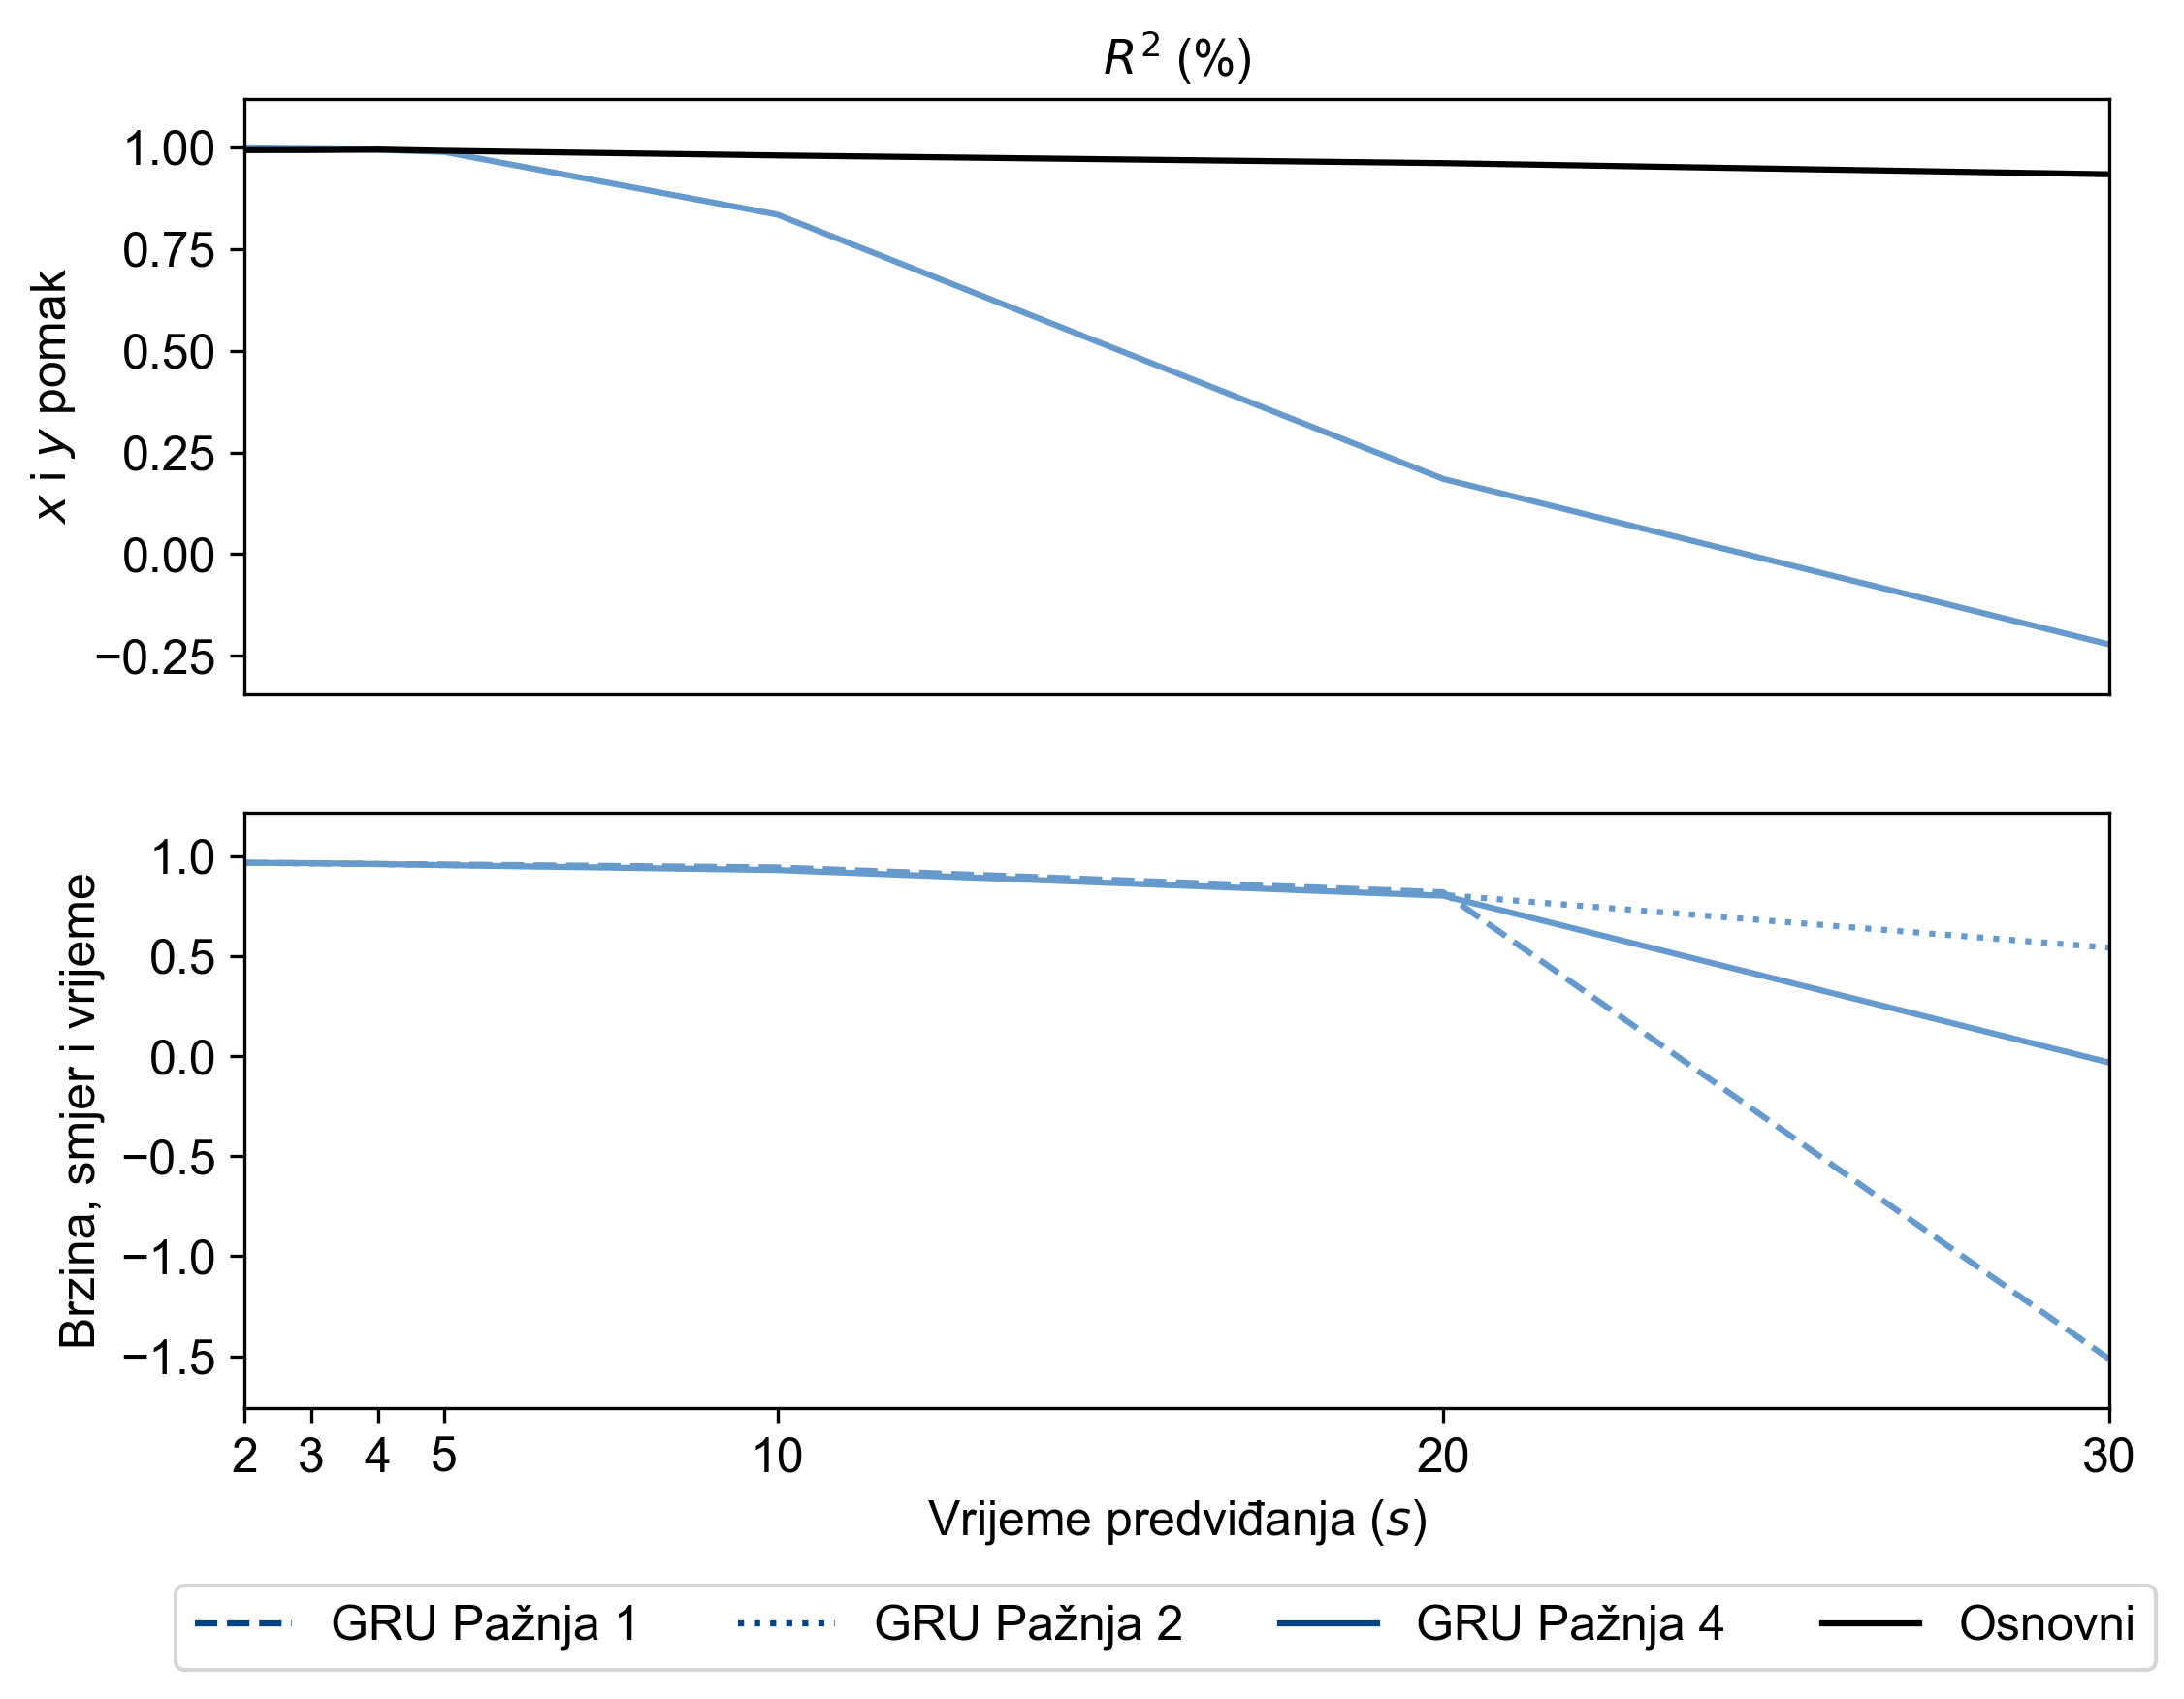 R² (%)
x i y pomak
1.00
0.75
0.50
0.25
0.00
−0.25
Brzina, smjer i vrijeme
1.0
0.5
0.0
−0.5
−1.0
−1.5
2 3 4 5 10 20 30
Vrijeme predviđanja (s)
GRU Pažnja 1 GRU Pažnja 2 GRU Pažnja 4 Osnovni